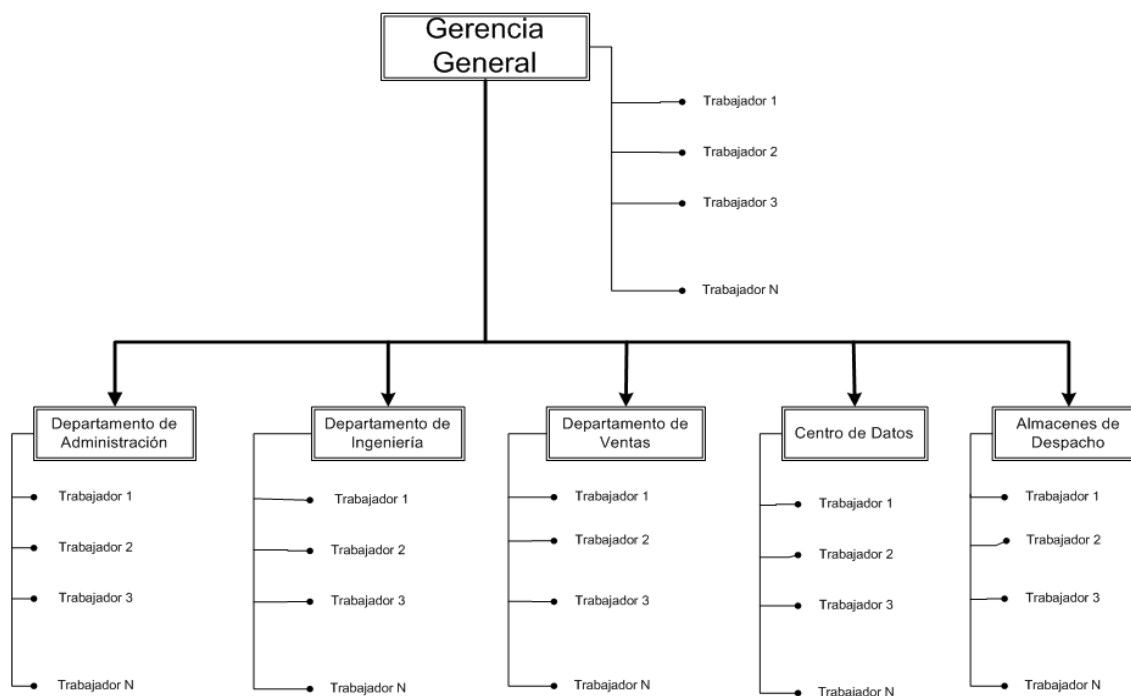 Gerencia
General
Trabajador 1
Trabajador 2
Trabajador 3
Trabajador N
Departamento de
Administración
Trabajador 1
Trabajador 2
Trabajador 3
Trabajador N
Departamento de
Ingeniería
Trabajador 1
Trabajador 2
Trabajador 3
Trabajador N
Departamento de
Ventas
Trabajador 1
Trabajador 2
Trabajador 3
Trabajador N
Centro de Datos
Trabajador 1
Trabajador 2
Trabajador 3
Trabajador N
Almacenes de
Despacho
Trabajador 1
Trabajador 2
Trabajador 3
Trabajador N